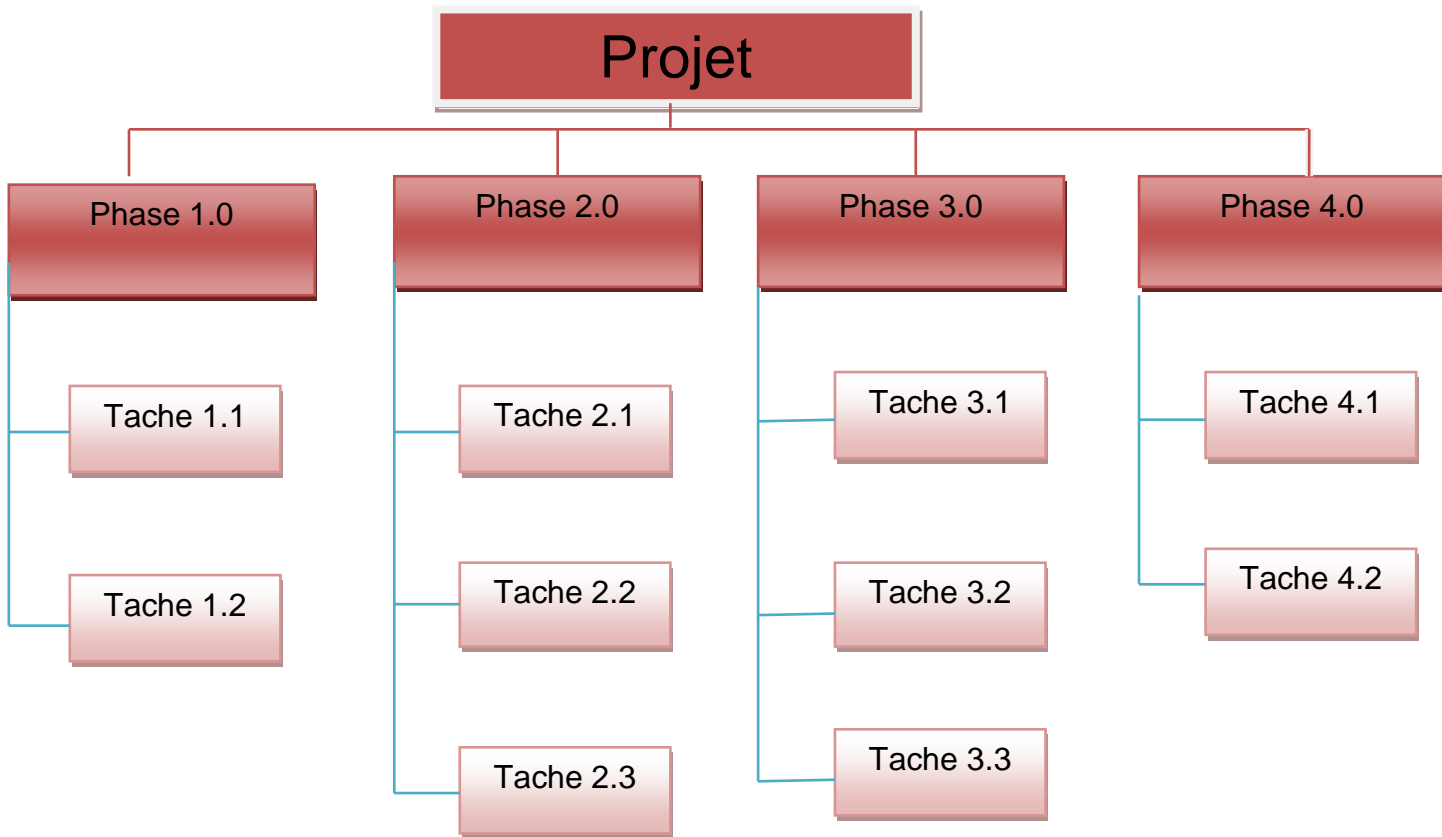 Projet
Phase 1.0
Phase 2.0
Phase 3.0
Phase 4.0
Tache 1.1
Tache 2.1
Tache 3.1
Tache 4.1
Tache 1.2
Tache 2.2
Tache 3.2
Tache 4.2
Tache 2.3
Tache 3.3